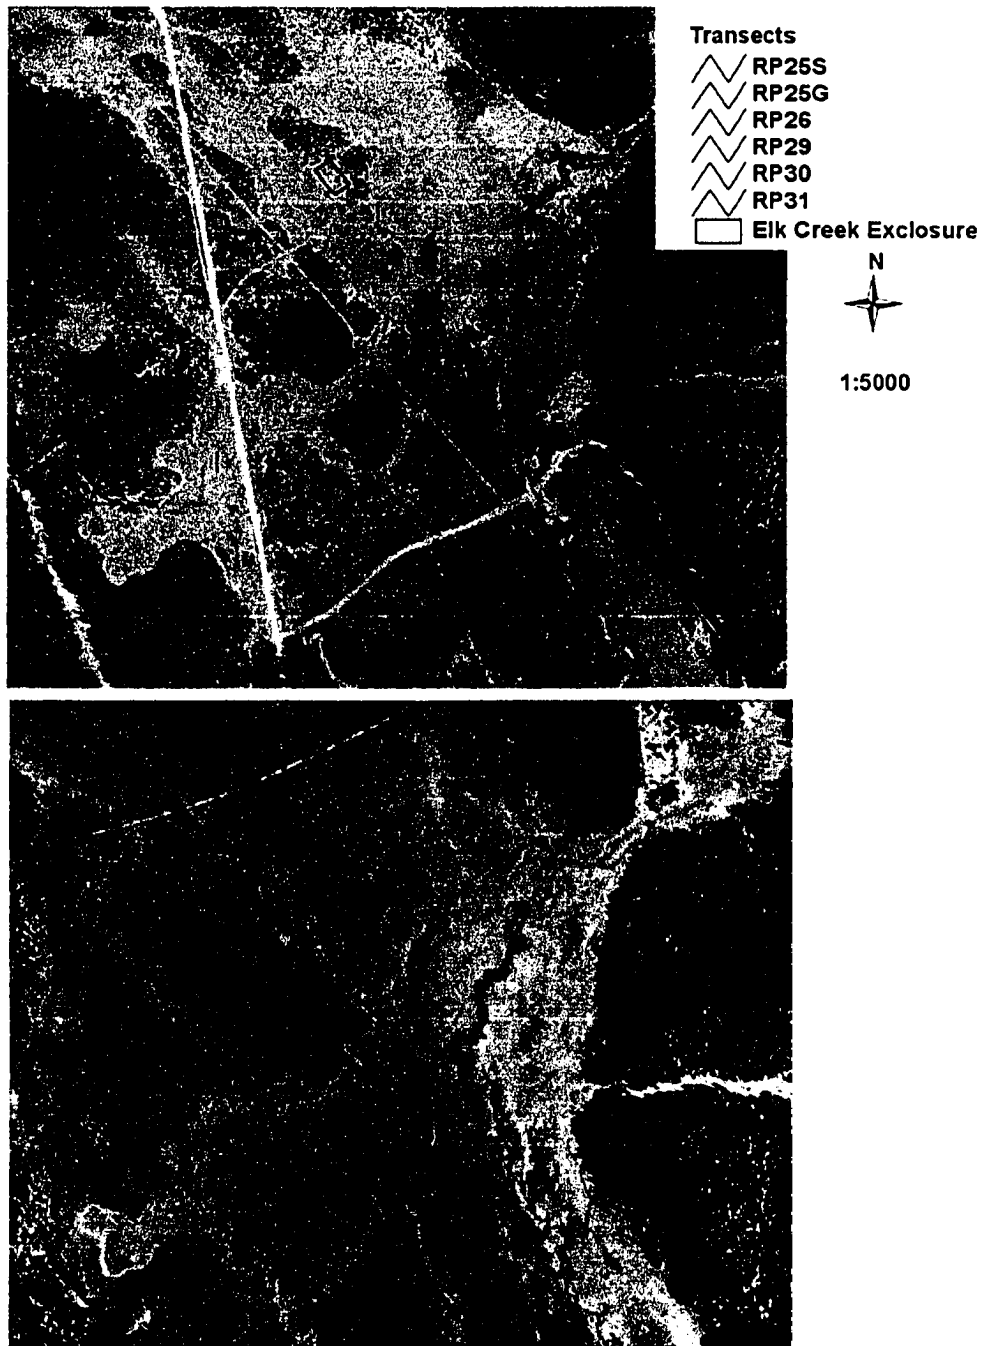 Transects
RP25S
RP25G
RP26
RP29
RP30
RP31
Elk Creek Exclosure
N
1:5000